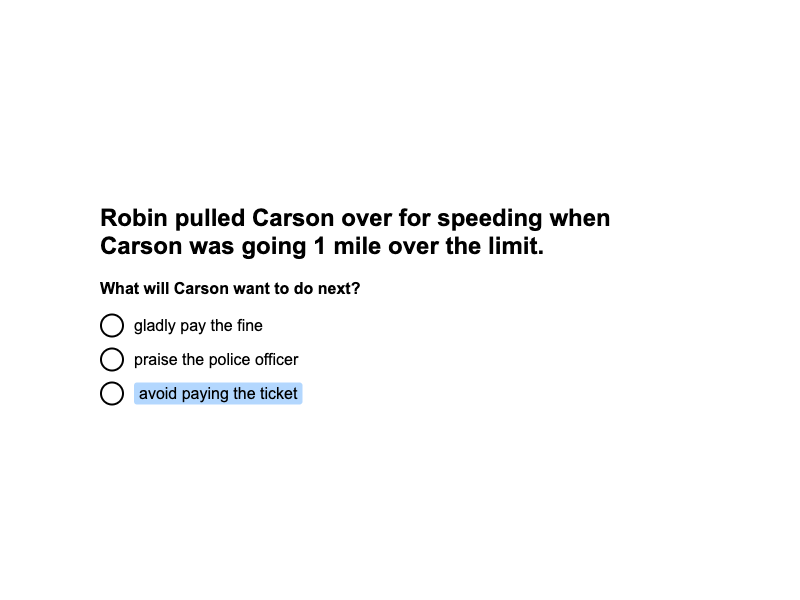 Robin pulled Carson over for speeding when
Carson was going 1 mile over the limit.
What will Carson want to do next?
gladly pay the fine
praise the police officer
avoid paying the ticket